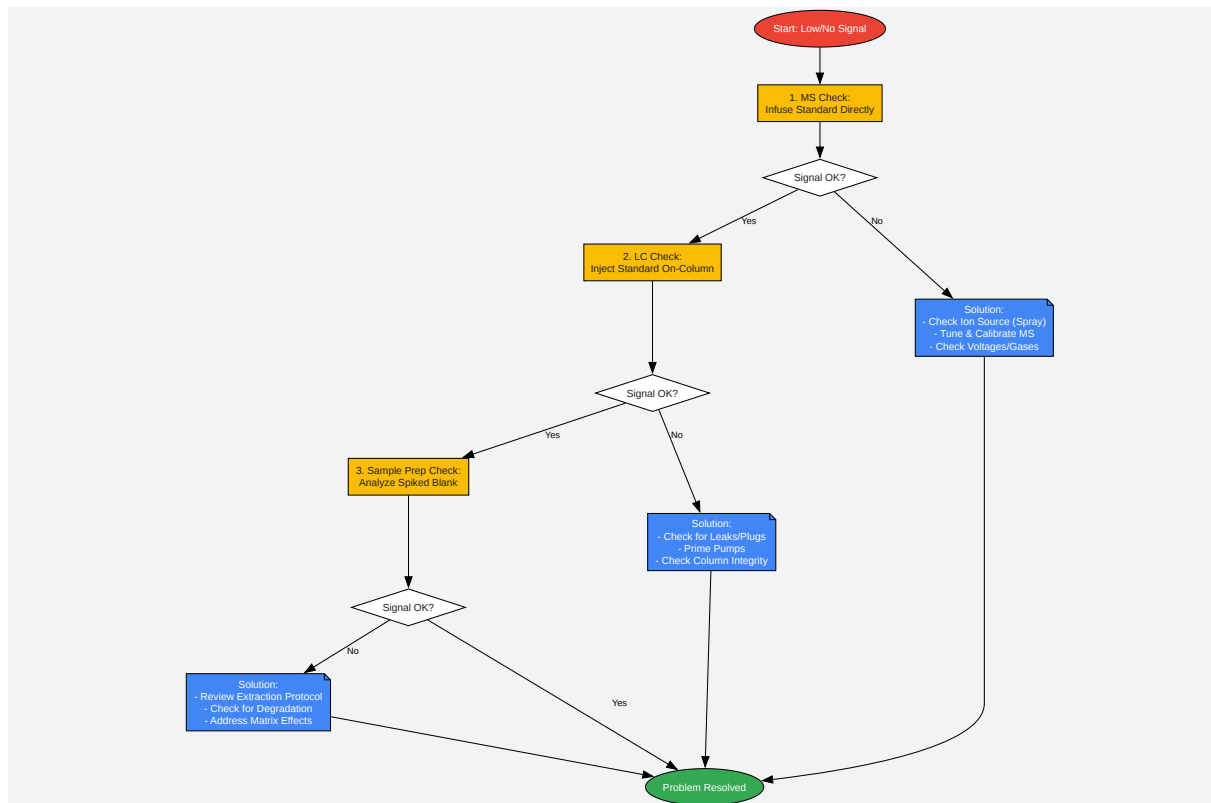 Start: Low/No Signal
1. MS Check:
Infuse Standard Directly
Signal OK?
Yes
No
2. LC Check:
Inject Standard On-Column
Solution:
- Check Ion Source (Spray)
- Tune & Calibrate MS
- Check Voltages/Gases
Signal OK?
Yes
No
3. Sample Prep Check:
Analyze Spiked Blank
Solution:
- Check for Leaks/Plugs
- Prime Pumps
- Check Column Integrity
Signal OK?
No
Yes
Solution:
- Review Extraction Protocol
- Check for Degradation
- Address Matrix Effects
Problem Resolved